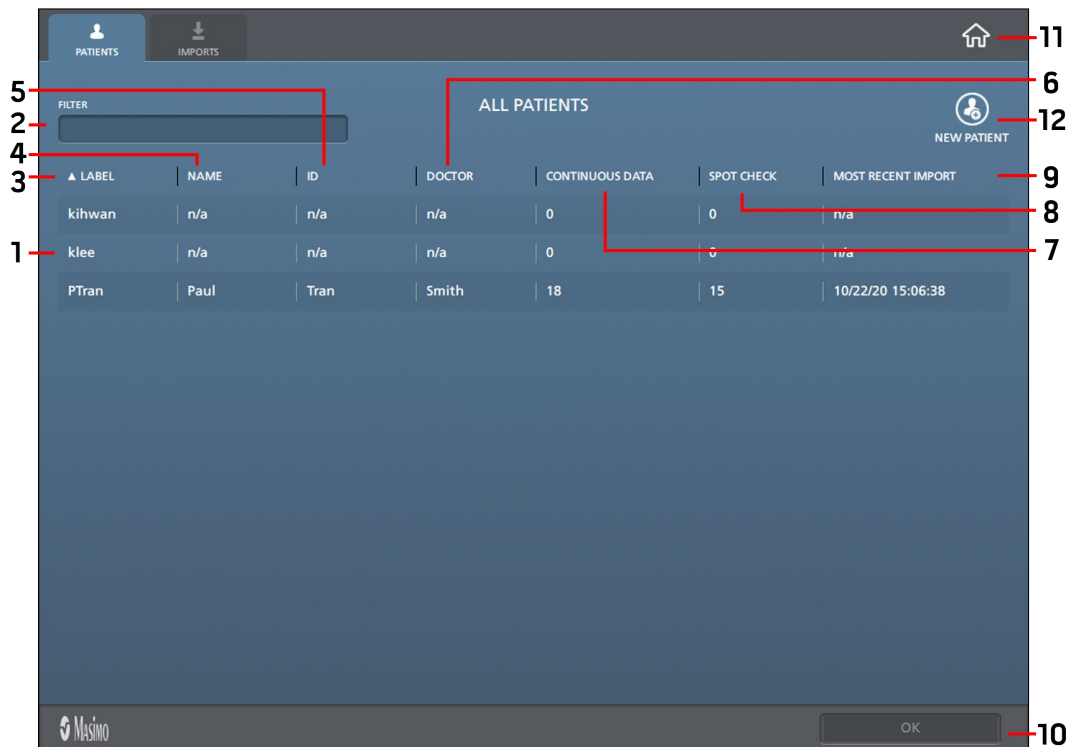 PATIENTS IMPORTS 11
5 6
FILTER ALL PATIENTS
2 12
NEW PATIENT
4
3 ▲ LABEL NAME ID DOCTOR CONTINUOUS DATA SPOT CHECK MOST RECENT IMPORT 9
kihwan n/a n/a n/a 0 0 n/a 8
1 klee n/a n/a n/a 0 0 n/a 7
PTran Paul Tran Smith 18 15 10/22/20 15:06:38
Masimo OK 10